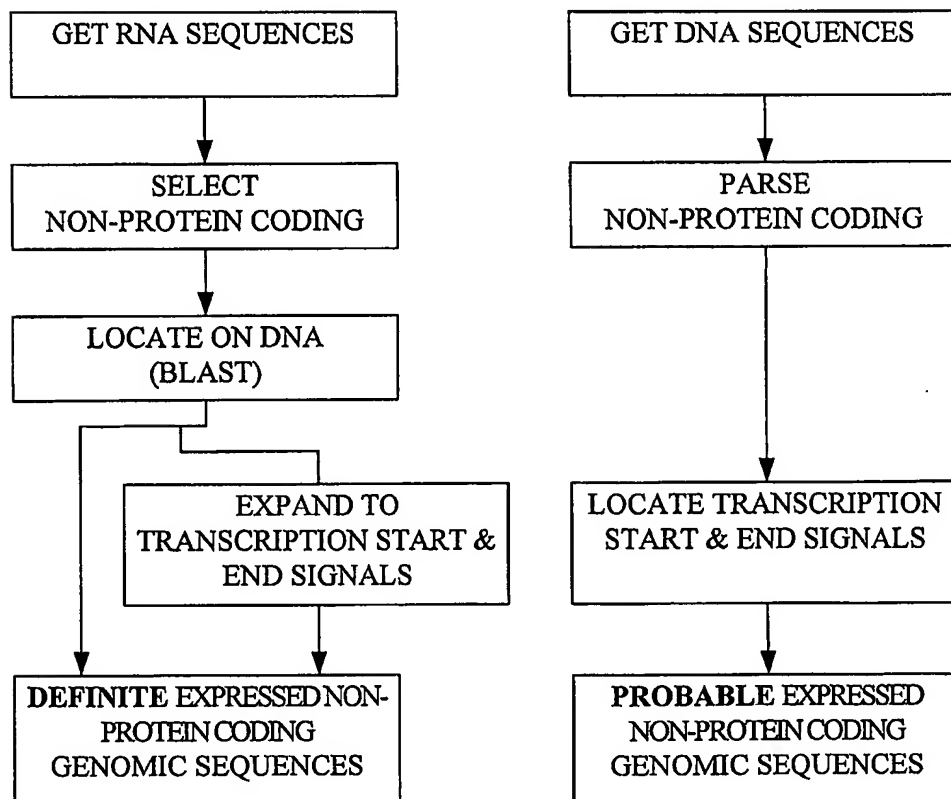 GET RNA SEQUENCES
SELECT
NON-PROTEIN CODING
LOCATE ON DNA
(BLAST)
EXPAND TO
TRANSCRIPTION START &
END SIGNALS
DEFINITE EXPRESSED NON-
PROTEIN CODING
GENOMIC SEQUENCES
GET DNA SEQUENCES
PARSE
NON-PROTEIN CODING
LOCATE TRANSCRIPTION
START & END SIGNALS
PROBABLE EXPRESSED
NON-PROTEIN CODING
GENOMIC SEQUENCES